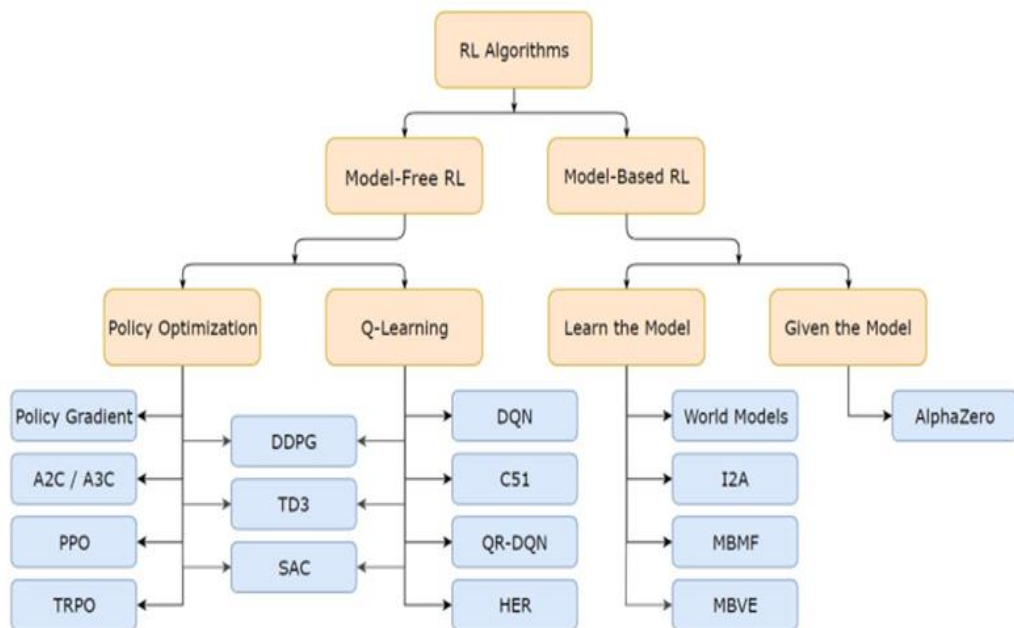 RL Algorithms
Model-Free RL
Model-Based RL
Policy Optimization
Q-Learning
Learn the Model
Given the Model
Policy Gradient
DDPG
DQN
World Models
AlphaZero
A2C / A3C
TD3
C51
I2A
PPO
SAC
QR-DQN
MBMF
TRPO
HER
MBVE